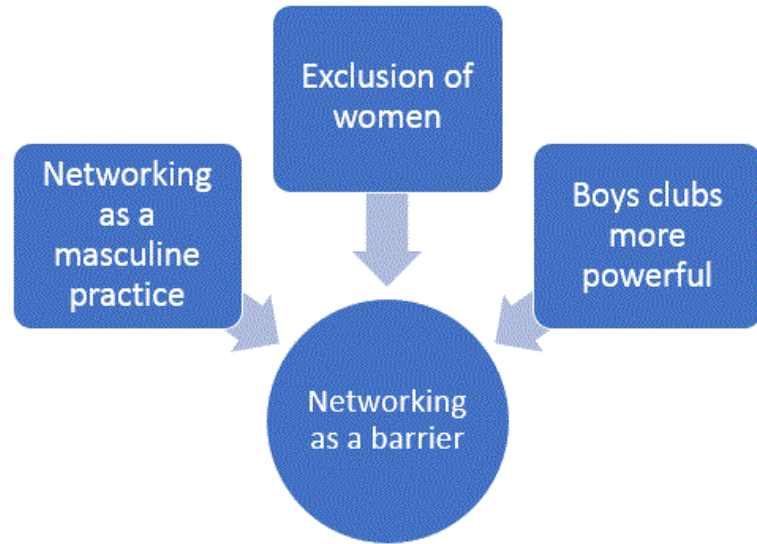 Exclusion of
women
Networking
as a
masculine
practice
Boys clubs
more
powerful
Networking
as a barrier